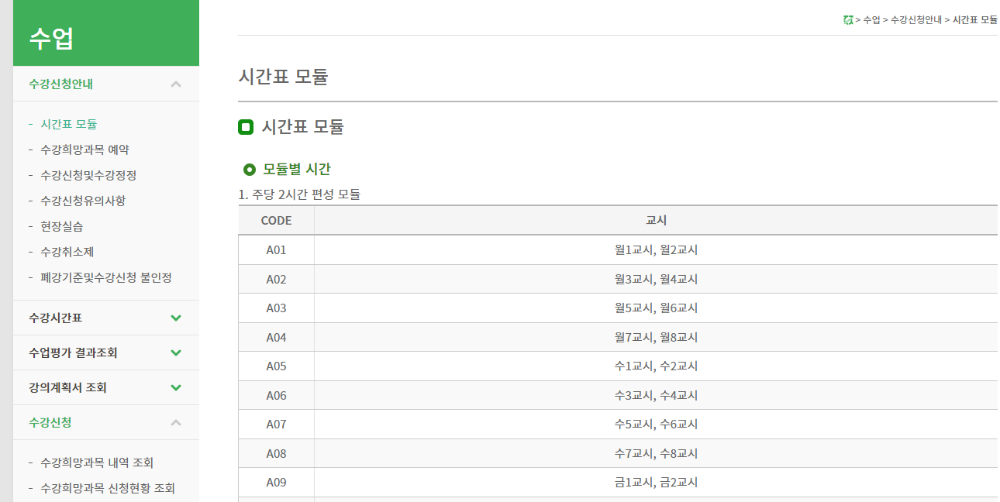 수업
수강신청안내
- 시간표 모듈
- 수강희망과목 예약
- 수강신청및수강정정
- 수강신청유의사항
- 현장실습
- 수강취소제
- 폐강기준및수강신청 불인정
수강시간표
수업평가 결과조회
강의계획서 조회
수강신청
- 수강희망과목 내역 조회
- 수강희망과목 신청현황 조회
> 수업 > 수강신청안내 > 시간표 모듈
시간표 모듈
시간표 모듈
모듈별 시간
1. 주당 2시간 편성 모듈
CODE 교시
A01 월1교시, 월2교시
A02 월3교시, 월4교시
A03 월5교시, 월6교시
A04 월7교시, 월8교시
A05 수1교시, 수2교시
A06 수3교시, 수4교시
A07 수5교시, 수6교시
A08 수7교시, 수8교시
A09 금1교시, 금2교시